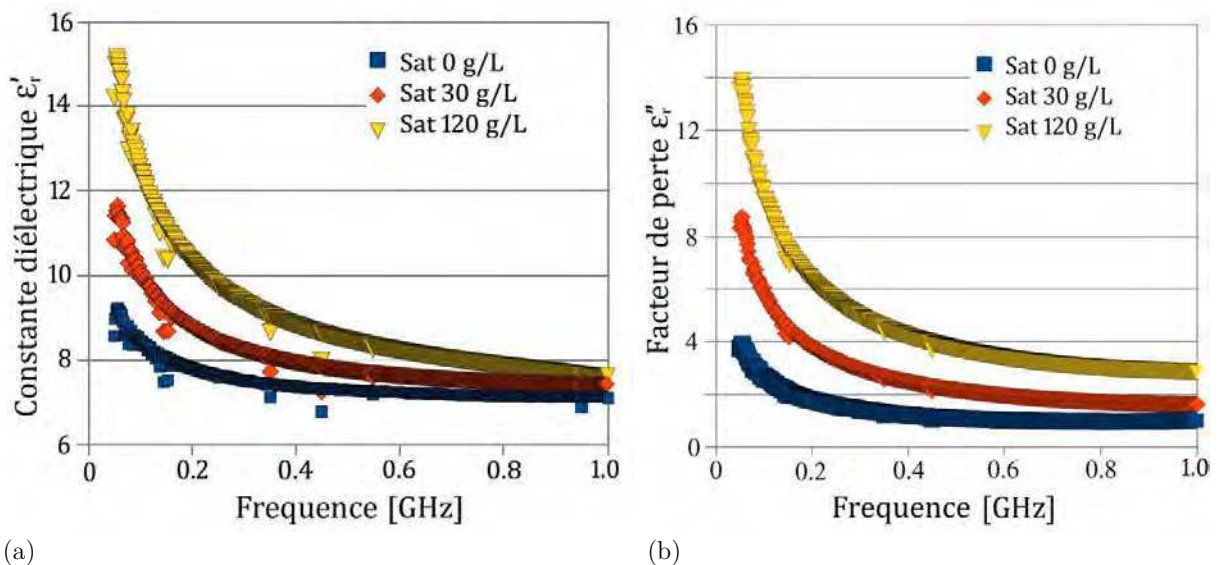 16
14
12
10
8
6
Constante diélectrique ε'r
Sat 0 g/L
Sat 30 g/L
Sat 120 g/L
0
0.2
0.4
0.6
0.8
1.0
Frequence [GHz]
(a)
16
12
8
4
0
Facteur de perte ε"r
Sat 0 g/L
Sat 30 g/L
Sat 120 g/L
0
0.2
0.4
0.6
0.8
1.0
Frequence [GHz]
(b)